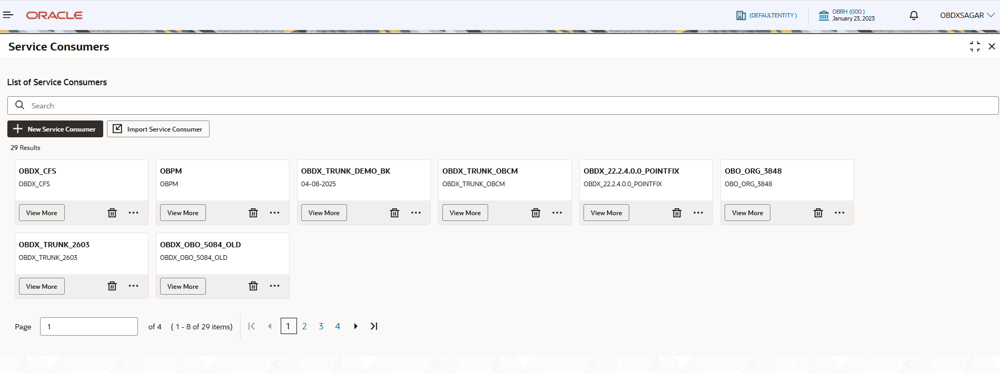 ORACLE
(DEFAULTENTITY )
OBRH (000 )
January 23, 2023
OBDXSAGAR
Service Consumers
List of Service Consumers
Search
New Service Consumer
Import Service Consumer
29 Results
OBDX_CFS
OBDX_CFS
View More
OBPM
OBPM
View More
OBDX_TRUNK_DEMO_BK
04-08-2025
View More
OBDX_TRUNK_OBCM
OBDX_TRUNK_OBCM
View More
OBDX_22.2.4.0.0_POINTFIX
OBDX_22.2.4.0.0_POINTFIX
View More
OBO_ORG_3848
OBO_ORG_3848
View More
OBDX_TRUNK_2603
OBDX_TRUNK_2603
View More
OBDX_OBO_5084_OLD
OBDX_OBO_5084_OLD
View More
Page 1 of 4 ( 1 - 8 of 29 items) 1 2 3 4